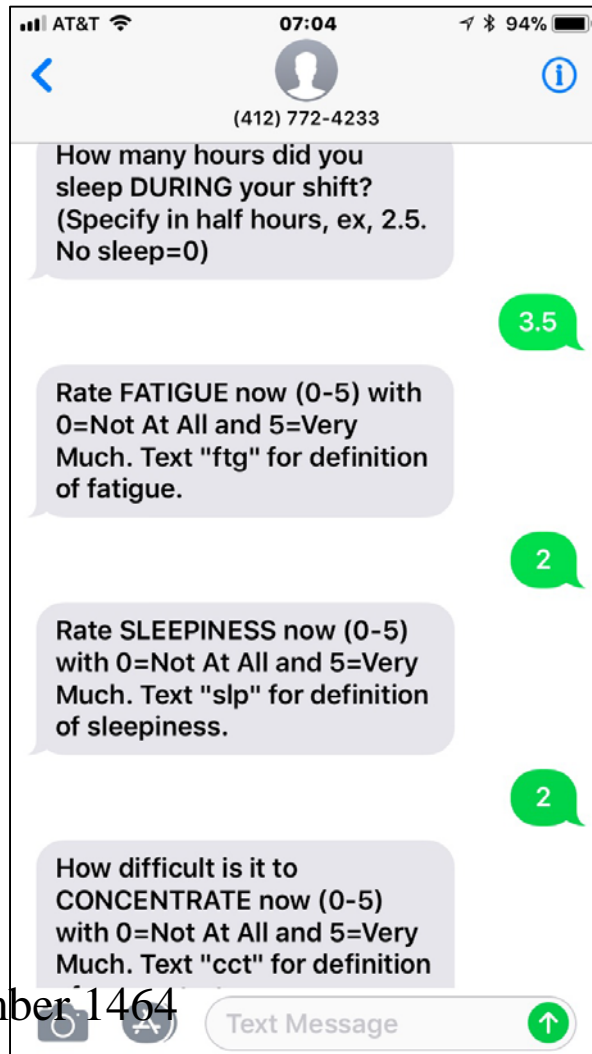 AT&T 07:04 94%
(412) 772-4233
How many hours did you
sleep DURING your shift?
(Specify in half hours, ex, 2.5.
No sleep=0)
3.5
Rate FATIGUE now (0-5) with
0=Not At All and 5=Very
Much. Text "ftg" for definition
of fatigue.
2
Rate SLEEPINESS now (0-5)
with 0=Not At All and 5=Very
Much. Text "slp" for definition
of sleepiness.
2
How difficult is it to
CONCENTRATE now (0-5)
with 0=Not At All and 5=Very
Much. Text "cct" for definition
1464
Text Message